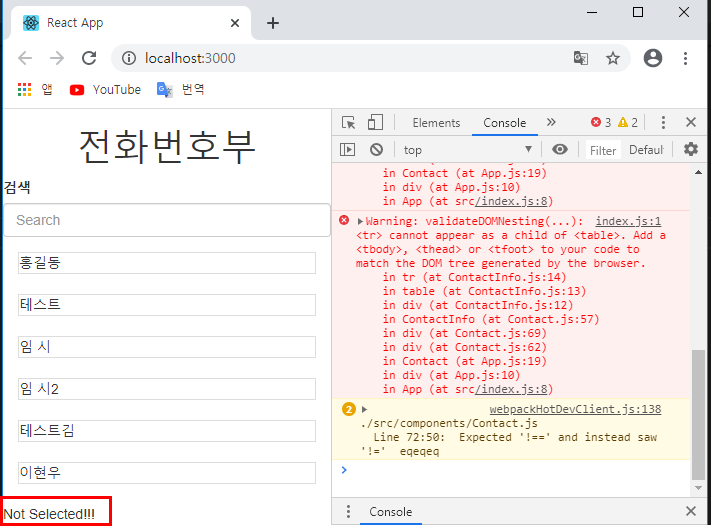 React App
localhost:3000
앱 YouTube 번역
전화번호부
검색
Search
홍길동
테스트
임 시
임 시2
테스트김
이현우
Not Selected!!!
Elements Console 3 2
top Filter
in Contact (at App.js:19)
in div (at App.js:10)
in App (at src/index.js:8)
Warning: validateDOMNesting(...): index.js:1
<tr> cannot appear as a child of <table>. Add a
<tbody>, <thead> or <tfoot> to your code to
match the DOM tree generated by the browser.
in tr (at ContactInfo.js:14)
in table (at ContactInfo.js:13)
in div (at ContactInfo.js:12)
in ContactInfo (at Contact.js:57)
in div (at Contact.js:69)
in div (at Contact.js:62)
in Contact (at App.js:19)
in div (at App.js:10)
in App (at src/index.js:8)
2 webpackHotDevClient.js:138
./src/components/Contact.js
Line 72:50: Expected '!==' and instead saw
'!=' eqeqeq
Console